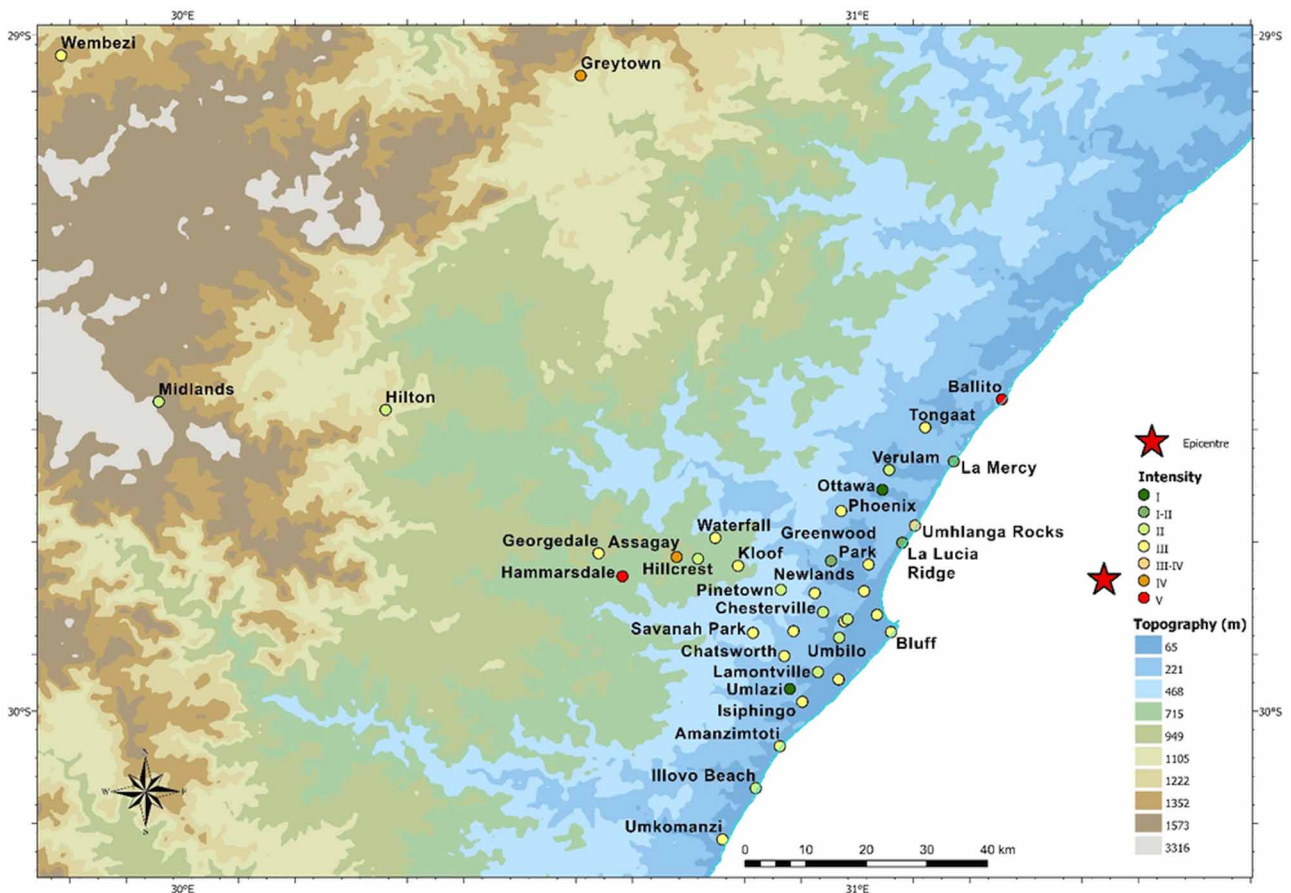 30°E
31°E
29°S
29°S
Wembezi
Greytown
Midlands
Hilton
Ballito
Tongaat
Verulam
La Mercy
Ottawa
Phoenix
Umhlanga Rocks
Waterfall
Greenwood
Park
La Lucia
Ridge
Georgedale
Assagay
Kloof
Hillcrest
Hammarsdale
Newlands
Pinetown
Chesterville
Savanah Park
Bluff
Chatsworth
Umbilo
Lamontville
Umlazi
Isiphingo
Amanzimtoti
Illovo Beach
Umkomanzi
Epicentre
Intensity
I
I-II
II
III
III-IV
IV
V
Topography (m)
65
221
468
715
949
1105
1222
1352
1573
3316
30°S
30°S
N
W
E
S
0
10
20
30
40 km
30°E
31°E